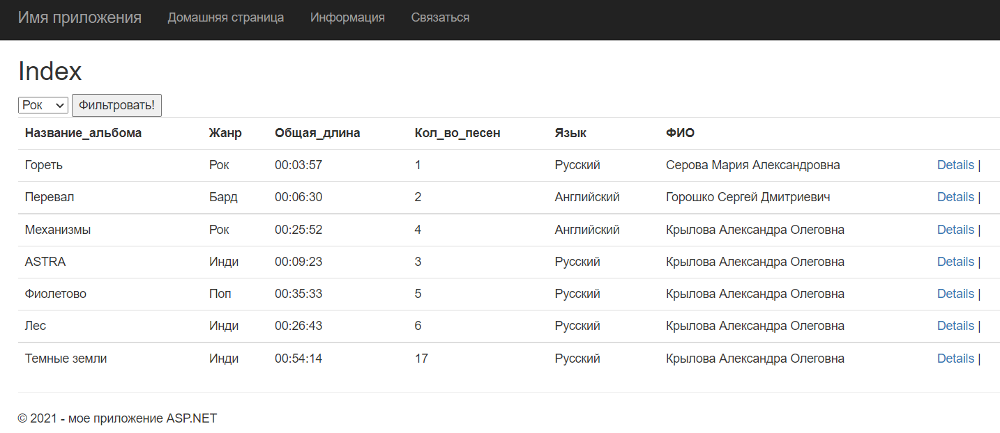 Имя приложения Домашняя страница Информация Связаться
Index
Рок Фильтровать!
Название_альбома Жанр Общая_длина Кол_во_песен Язык ФИО
Гореть Рок 00:03:57 1 Русский Серова Мария Александровна Details |
Перевал Бард 00:06:30 2 Английский Горошко Сергей Дмитриевич Details |
Механизмы Рок 00:25:52 4 Английский Крылова Александра Олеговна Details |
ASTRA Инди 00:09:23 3 Русский Крылова Александра Олеговна Details |
Фиолетово Поп 00:35:33 5 Русский Крылова Александра Олеговна Details |
Лес Инди 00:26:43 6 Русский Крылова Александра Олеговна Details |
Темные земли Инди 00:54:14 17 Русский Крылова Александра Олеговна Details |
© 2021 - мое приложение ASP.NET